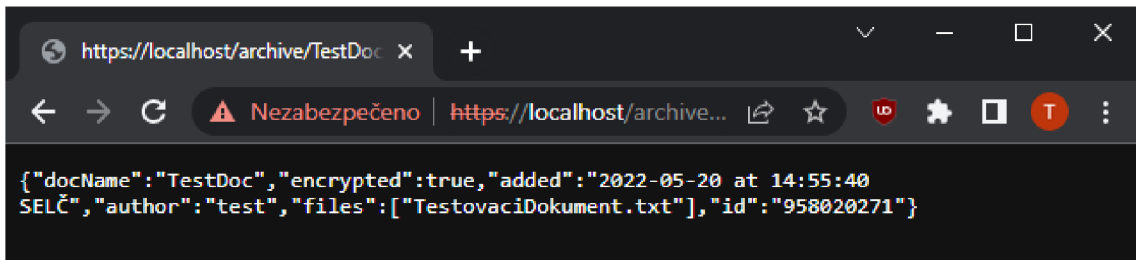 https://localhost/archive/TestDoc
Nezabezpečeno | https://localhost/archive... T
{"docName":"TestDoc","encrypted":true,"added":"2022-05-20 at 14:55:40
SELČ","author":"test","files":["TestovaciDokument.txt"],"id":"958020271"}